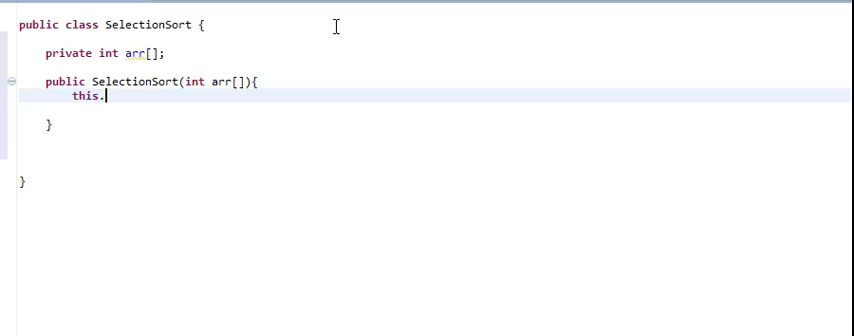 public class SelectionSort {
private int arr[];
public SelectionSort(int arr[]){
this.
}
}